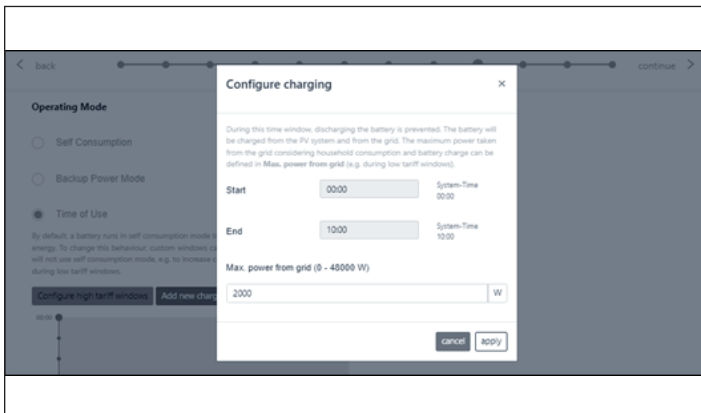 back
continue
Operating Mode
Self Consumption
Backup Power Mode
Time of Use
By default, a battery runs in self consumption mode
energy. To change this behaviour, custom windows ca
will not use self consumption mode, e.g. to increase
during low tariff windows.
Configure high tariff windows
Add new charg
00:00
Configure charging
×
During this time window, discharging the battery is prevented. The battery will
be charged from the PV system and from the grid. The maximum power taken
from the grid considering household consumption and battery charge can be
defined in Max. power from grid (e.g. during low tariff windows).
Start
00:00
System-Time
00:00
End
10:00
System-Time
10:00
Max. power from grid (0 - 48000 W)
2000
W
cancel
apply